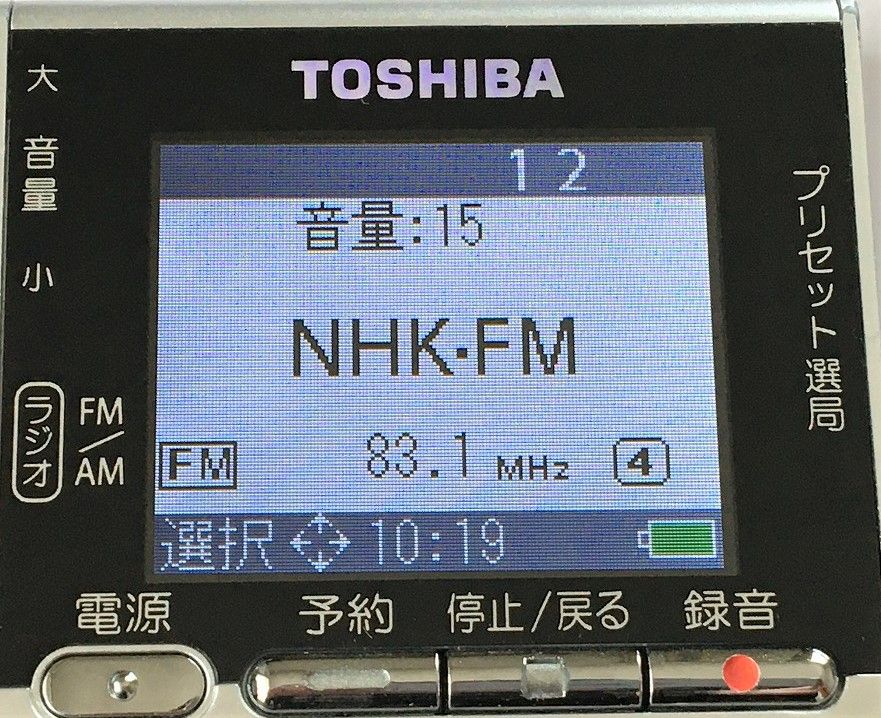 TOSHIBA
大
音量
小
ラジオ
FM/AM
12
音量:15
NHK·FM
FM 83.1 MHz 4
選択 10:19
プリセット選局
電源 予約 停止/戻る 録音